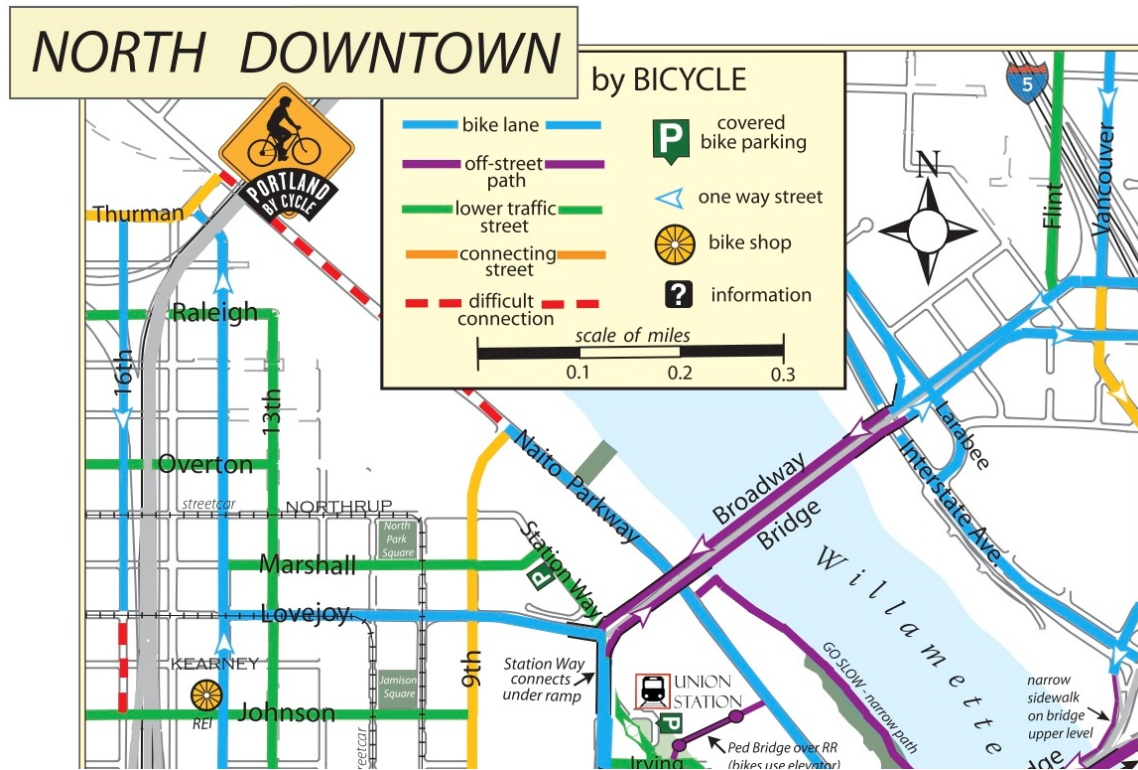 NORTH DOWNTOWN
by BICYCLE
PORTLAND
BY CYCLE
bike lane
off-street
path
lower traffic
street
connecting
street
difficult
connection
P
covered
bike parking
one way street
bike shop
?
information
scale of miles
0.1
0.2
0.3
N
5
Flint
Vancouver
Thurman
Raleigh
16th
13th
Overton
streetcar
NORTHRUP
North
Park
Square
Marshall
Station Way
P
Lovejoy
Naito Parkway
Broadway
Bridge
Larabee
Interstate Ave.
Willamette
KEARNEY
REI
Johnson
Jamison
Square
9th
Station Way
connects
under ramp
UNION
STATION
P
GO SLOW - narrow path
narrow
sidewalk
on bridge
upper level
Ped Bridge over RR
(bikes use elevator)
Irving